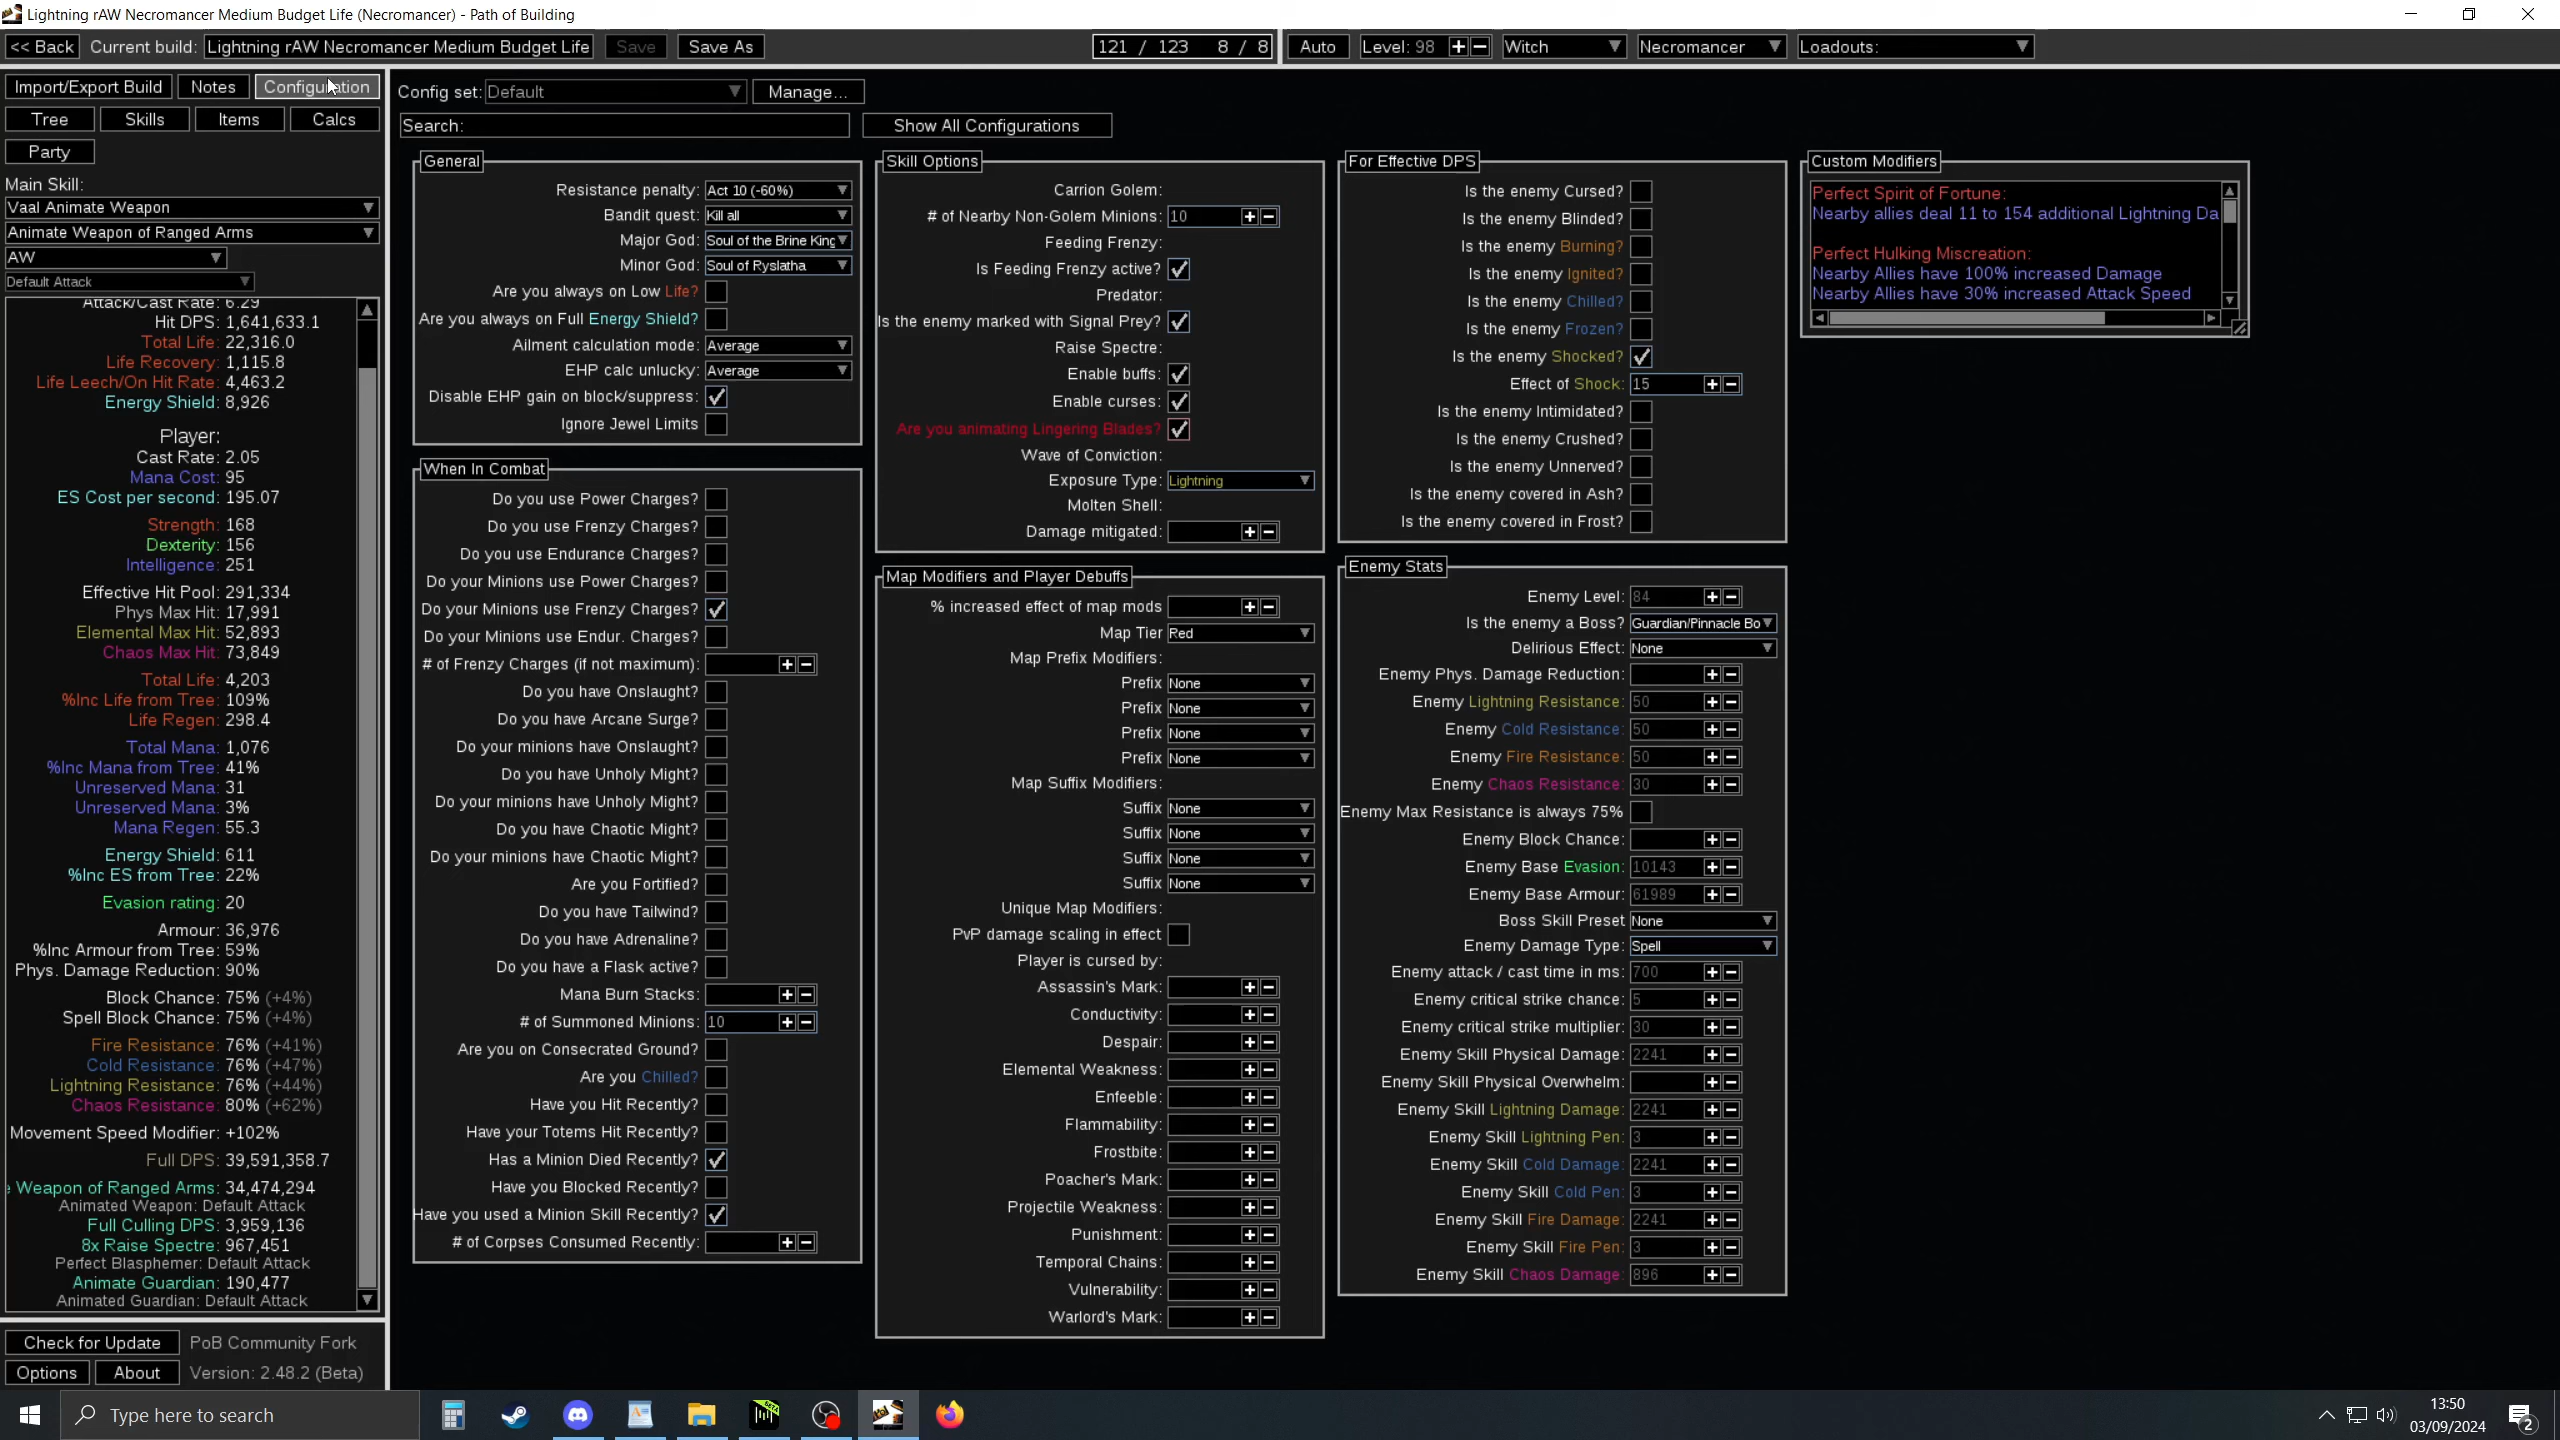 Lightning rAW Necromancer Medium Budget Life (Necromancer) - Path of Building
<< Back
Current build:
Lightning rAW Necromancer Medium Budget Life
Save
Save As
121 / 123 8 / 8
Auto
Level: 98
+
-
Witch
Necromancer
Loadouts:
Import/Export Build
Notes
Configuration
Tree
Skills
Items
Calcs
Party
Main Skill:
Vaal Animate Weapon
Animate Weapon of Ranged Arms
AW
Default Attack
Attack/Cast Rate: 6.29
Hit DPS: 1,641,633.1
Total Life: 22,316.0
Life Recovery: 1,115.8
Life Leech/On Hit Rate: 4,463.2
Energy Shield: 8,926
Player:
Cast Rate: 2.05
Mana Cost: 95
ES Cost per second: 195.07
Strength: 168
Dexterity: 156
Intelligence: 251
Effective Hit Pool: 291,334
Phys Max Hit: 17,991
Elemental Max Hit: 52,893
Chaos Max Hit: 73,849
Total Life: 4,203
%Inc Life from Tree: 109%
Life Regen: 298.4
Total Mana: 1,076
%Inc Mana from Tree: 41%
Unreserved Mana: 31
Unreserved Mana: 3%
Mana Regen: 55.3
Energy Shield: 611
%Inc ES from Tree: 22%
Evasion rating: 20
Armour: 36,976
%Inc Armour from Tree: 59%
Phys. Damage Reduction: 90%
Block Chance: 75% (+4%)
Spell Block Chance: 75% (+4%)
Fire Resistance: 76% (+41%)
Cold Resistance: 76% (+47%)
Lightning Resistance: 76% (+44%)
Chaos Resistance: 80% (+62%)
Movement Speed Modifier: +102%
Full DPS: 39,591,358.7
e Weapon of Ranged Arms: 34,474,294
Animated Weapon: Default Attack
Full Culling DPS: 3,959,136
8x Raise Spectre: 967,451
Perfect Blasphemer: Default Attack
Animate Guardian: 190,477
Animated Guardian: Default Attack
Check for Update
PoB Community Fork
Options
About
Version: 2.48.2 (Beta)
Config set: Default
Manage...
Search:
Show All Configurations
General
Resistance penalty: Act 10 (-60%)
Bandit quest: Kill all
Major God: Soul of the Brine King
Minor God: Soul of Ryslatha
Are you always on Low Life?
Are you always on Full Energy Shield?
Ailment calculation mode: Average
EHP calc unlucky: Average
Disable EHP gain on block/suppress:
Ignore Jewel Limits
When In Combat
Do you use Power Charges?
Do you use Frenzy Charges?
Do you use Endurance Charges?
Do your Minions use Power Charges?
Do your Minions use Frenzy Charges?
Do your Minions use Endur. Charges?
# of Frenzy Charges (if not maximum):
Do you have Onslaught?
Do you have Arcane Surge?
Do your minions have Onslaught?
Do you have Unholy Might?
Do your minions have Unholy Might?
Do you have Chaotic Might?
Do your minions have Chaotic Might?
Are you Fortified?
Do you have Tailwind?
Do you have Adrenaline?
Do you have a Flask active?
Mana Burn Stacks:
# of Summoned Minions: 10
Are you on Consecrated Ground?
Are you Chilled?
Have you Hit Recently?
Have your Totems Hit Recently?
Has a Minion Died Recently?
Have you Blocked Recently?
Have you used a Minion Skill Recently?
# of Corpses Consumed Recently:
Skill Options
Carrion Golem:
# of Nearby Non-Golem Minions: 10
Feeding Frenzy:
Is Feeding Frenzy active?
Predator:
Is the enemy marked with Signal Prey?
Raise Spectre:
Enable buffs:
Enable curses:
Are you animating Lingering Blades?
Wave of Conviction:
Exposure Type: Lightning
Molten Shell:
Damage mitigated:
Map Modifiers and Player Debuffs
% increased effect of map mods
Map Tier Red
Map Prefix Modifiers:
Prefix None
Prefix None
Prefix None
Prefix None
Map Suffix Modifiers:
Suffix None
Suffix None
Suffix None
Suffix None
Unique Map Modifiers:
PvP damage scaling in effect
Player is cursed by:
Assassin's Mark:
Conductivity:
Despair:
Elemental Weakness:
Enfeeble:
Flammability:
Frostbite:
Poacher's Mark:
Projectile Weakness:
Punishment:
Temporal Chains:
Vulnerability:
Warlord's Mark:
For Effective DPS
Is the enemy Cursed?
Is the enemy Blinded?
Is the enemy Burning?
Is the enemy Ignited?
Is the enemy Chilled?
Is the enemy Frozen?
Is the enemy Shocked?
Effect of Shock: 15
Is the enemy Intimidated?
Is the enemy Crushed?
Is the enemy Unnerved?
Is the enemy covered in Ash?
Is the enemy covered in Frost?
Enemy Stats
Enemy Level: 84
Is the enemy a Boss? Guardian/Pinnacle Bo
Delirious Effect: None
Enemy Phys. Damage Reduction:
Enemy Lightning Resistance: 50
Enemy Cold Resistance: 50
Enemy Fire Resistance: 50
Enemy Chaos Resistance: 30
Enemy Max Resistance is always 75%
Enemy Block Chance:
Enemy Base Evasion: 10143
Enemy Base Armour: 61989
Boss Skill Preset None
Enemy Damage Type: Spell
Enemy attack / cast time in ms: 700
Enemy critical strike chance: 5
Enemy critical strike multiplier: 30
Enemy Skill Physical Damage: 2241
Enemy Skill Physical Overwhelm:
Enemy Skill Lightning Damage: 2241
Enemy Skill Lightning Pen: 3
Enemy Skill Cold Damage: 2241
Enemy Skill Cold Pen: 3
Enemy Skill Fire Damage: 2241
Enemy Skill Fire Pen: 3
Enemy Skill Chaos Damage: 896
Custom Modifiers
Perfect Spirit of Fortune:
Nearby allies deal 11 to 154 additional Lightning Da
Perfect Hulking Miscreation:
Nearby Allies have 100% increased Damage
Nearby Allies have 30% increased Attack Speed
Type here to search
13:50
03/09/2024
2